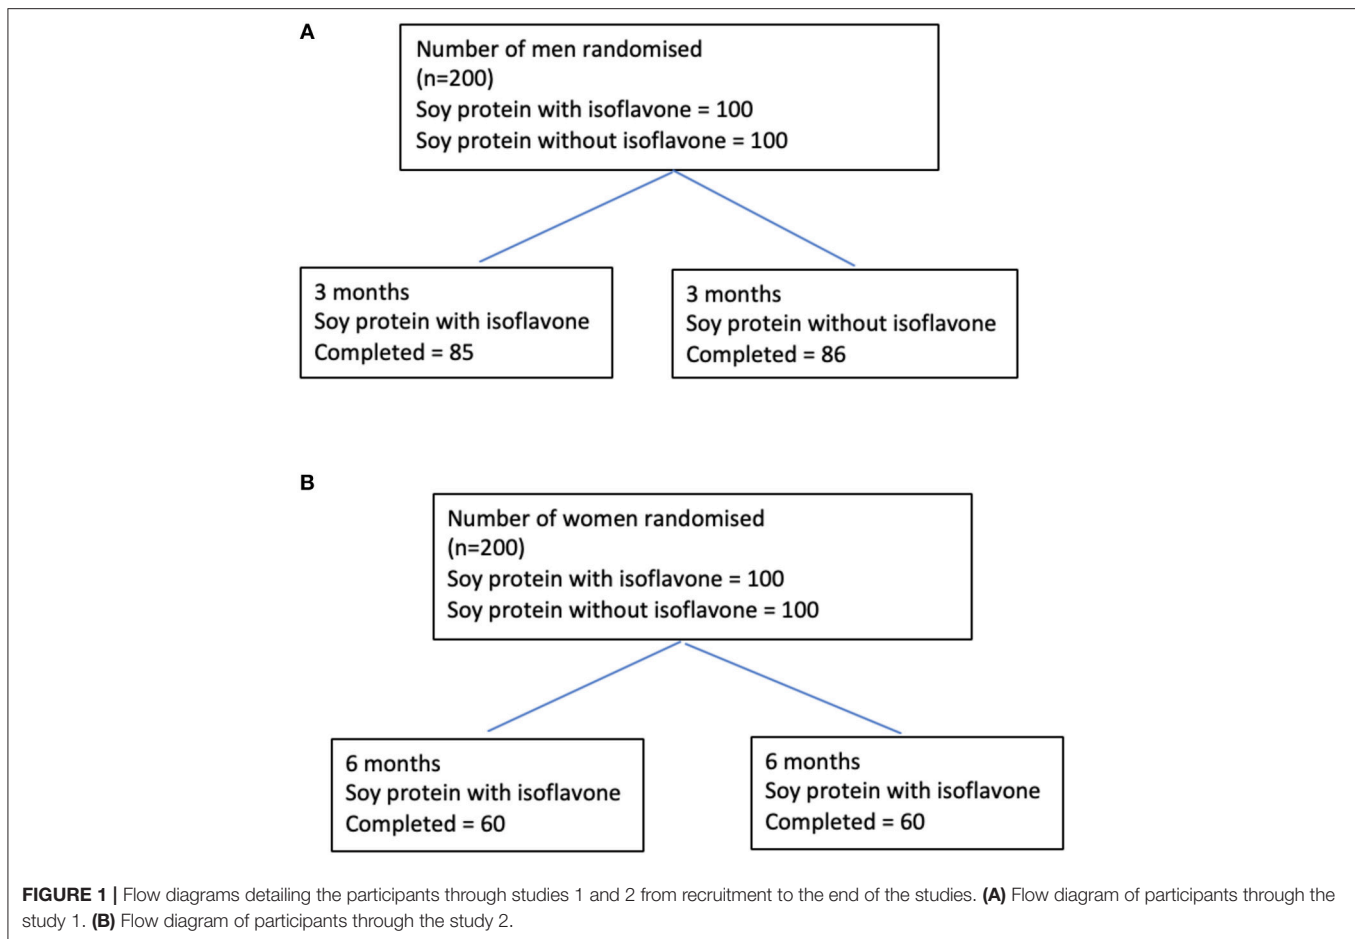 A
Number of men randomised
(n=200)
Soy protein with isoflavone = 100
Soy protein without isoflavone = 100
3 months
Soy protein with isoflavone
Completed = 85
3 months
Soy protein without isoflavone
Completed = 86
B
Number of women randomised
(n=200)
Soy protein with isoflavone = 100
Soy protein without isoflavone = 100
6 months
Soy protein with isoflavone
Completed = 60
6 months
Soy protein with isoflavone
Completed = 60
FIGURE 1 | Flow diagrams detailing the participants through studies 1 and 2 from recruitment to the end of the studies. (A) Flow diagram of participants through the
study 1. (B) Flow diagram of participants through the study 2.